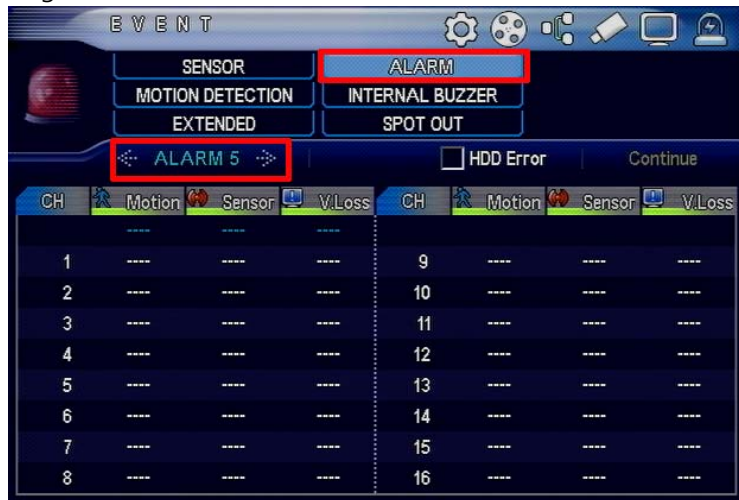 EVENT
SENSOR ALARM
MOTION DETECTION INTERNAL BUZZER
EXTENDED SPOT OUT
ALARM 5 HDD Error Continue
CH Motion Sensor V.Loss CH Motion Sensor V.Loss
---- ---- ----
1 ---- ---- ---- 9 ---- ---- ----
2 ---- ---- ---- 10 ---- ---- ----
3 ---- ---- ---- 11 ---- ---- ----
4 ---- ---- ---- 12 ---- ---- ----
5 ---- ---- ---- 13 ---- ---- ----
6 ---- ---- ---- 14 ---- ---- ----
7 ---- ---- ---- 15 ---- ---- ----
8 ---- ---- ---- 16 ---- ---- ----